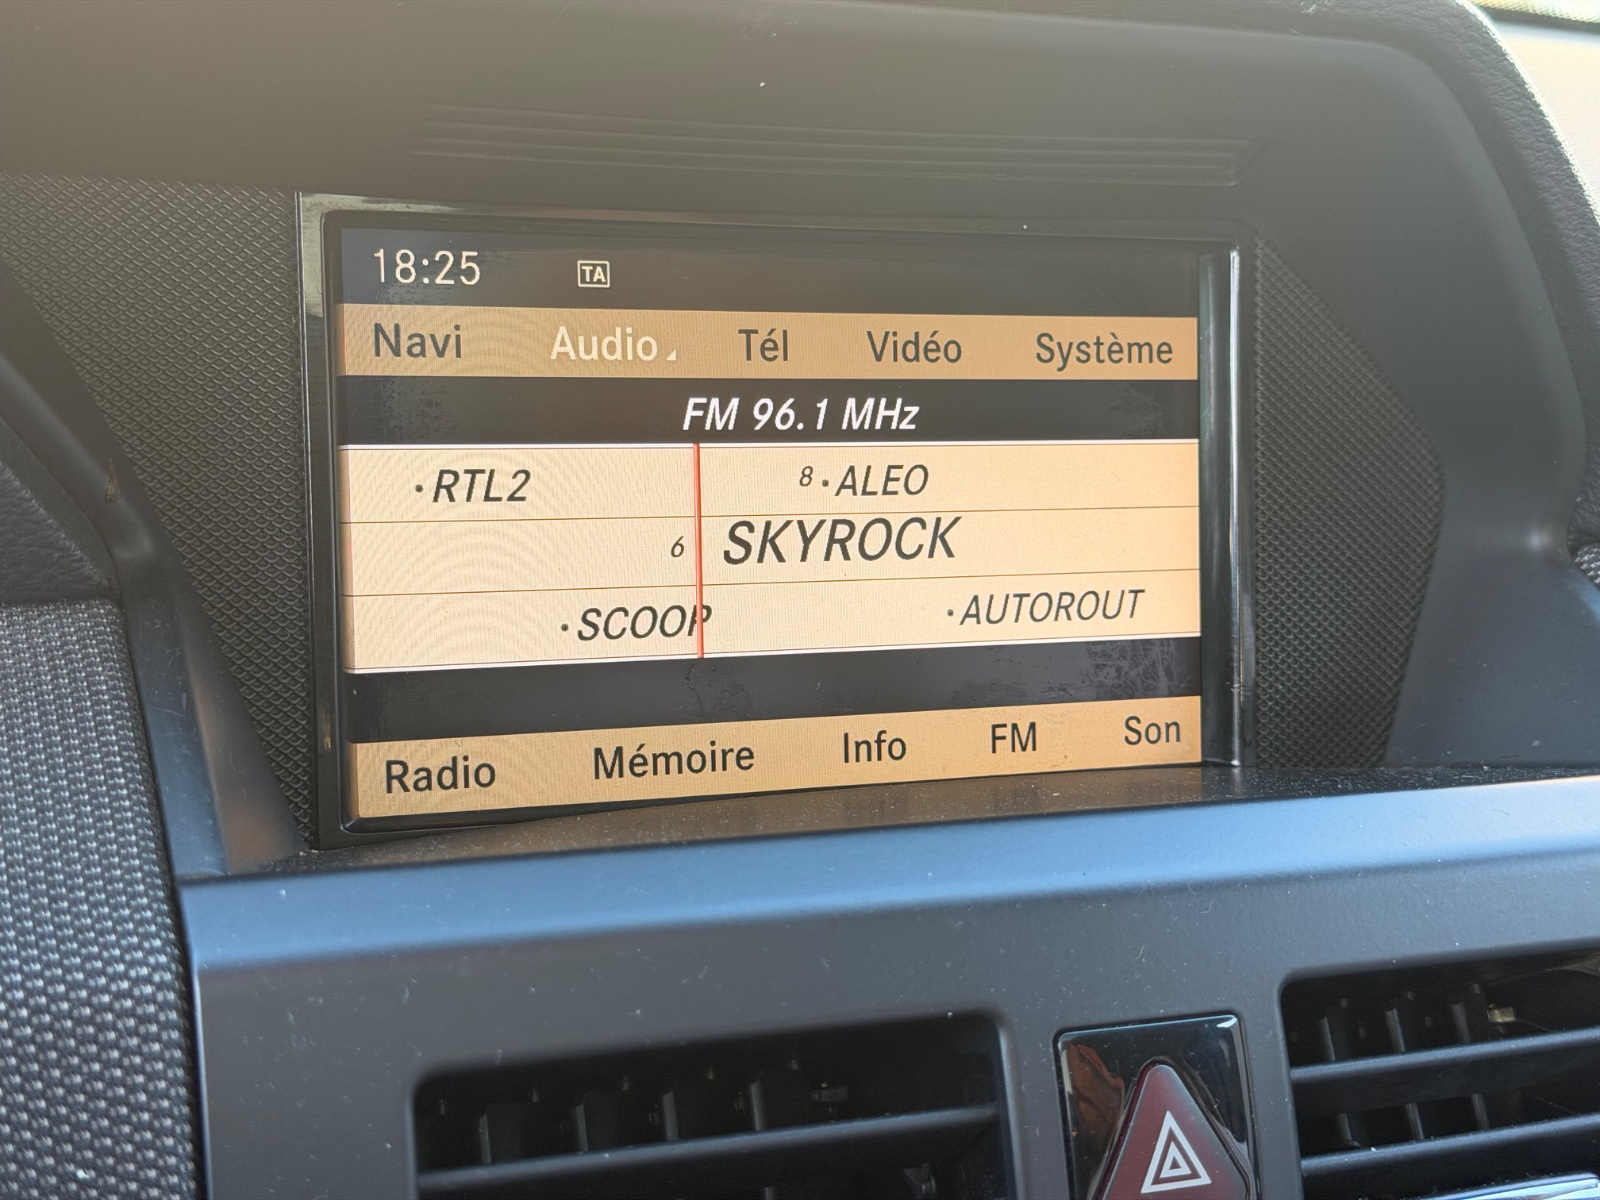 18:25 TA
Navi Audio Tél Vidéo Système
FM 96.1 MHz
·RTL2 8·ALEO
6 SKYROCK
·SCOOP ·AUTOROUT
Radio Mémoire Info FM Son